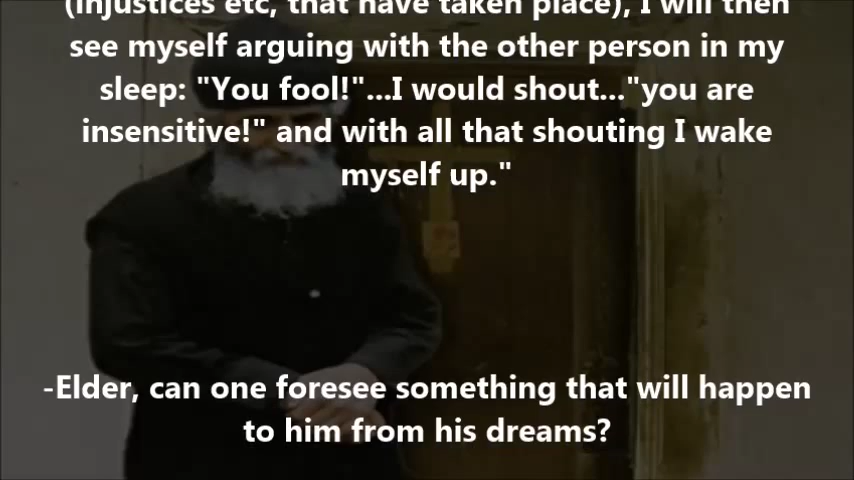 (injustices etc, that have taken place), I will then
see myself arguing with the other person in my
sleep: "You fool!"...I would shout..."you are
insensitive!" and with all that shouting I wake
myself up."
-Elder, can one foresee something that will happen
to him from his dreams?